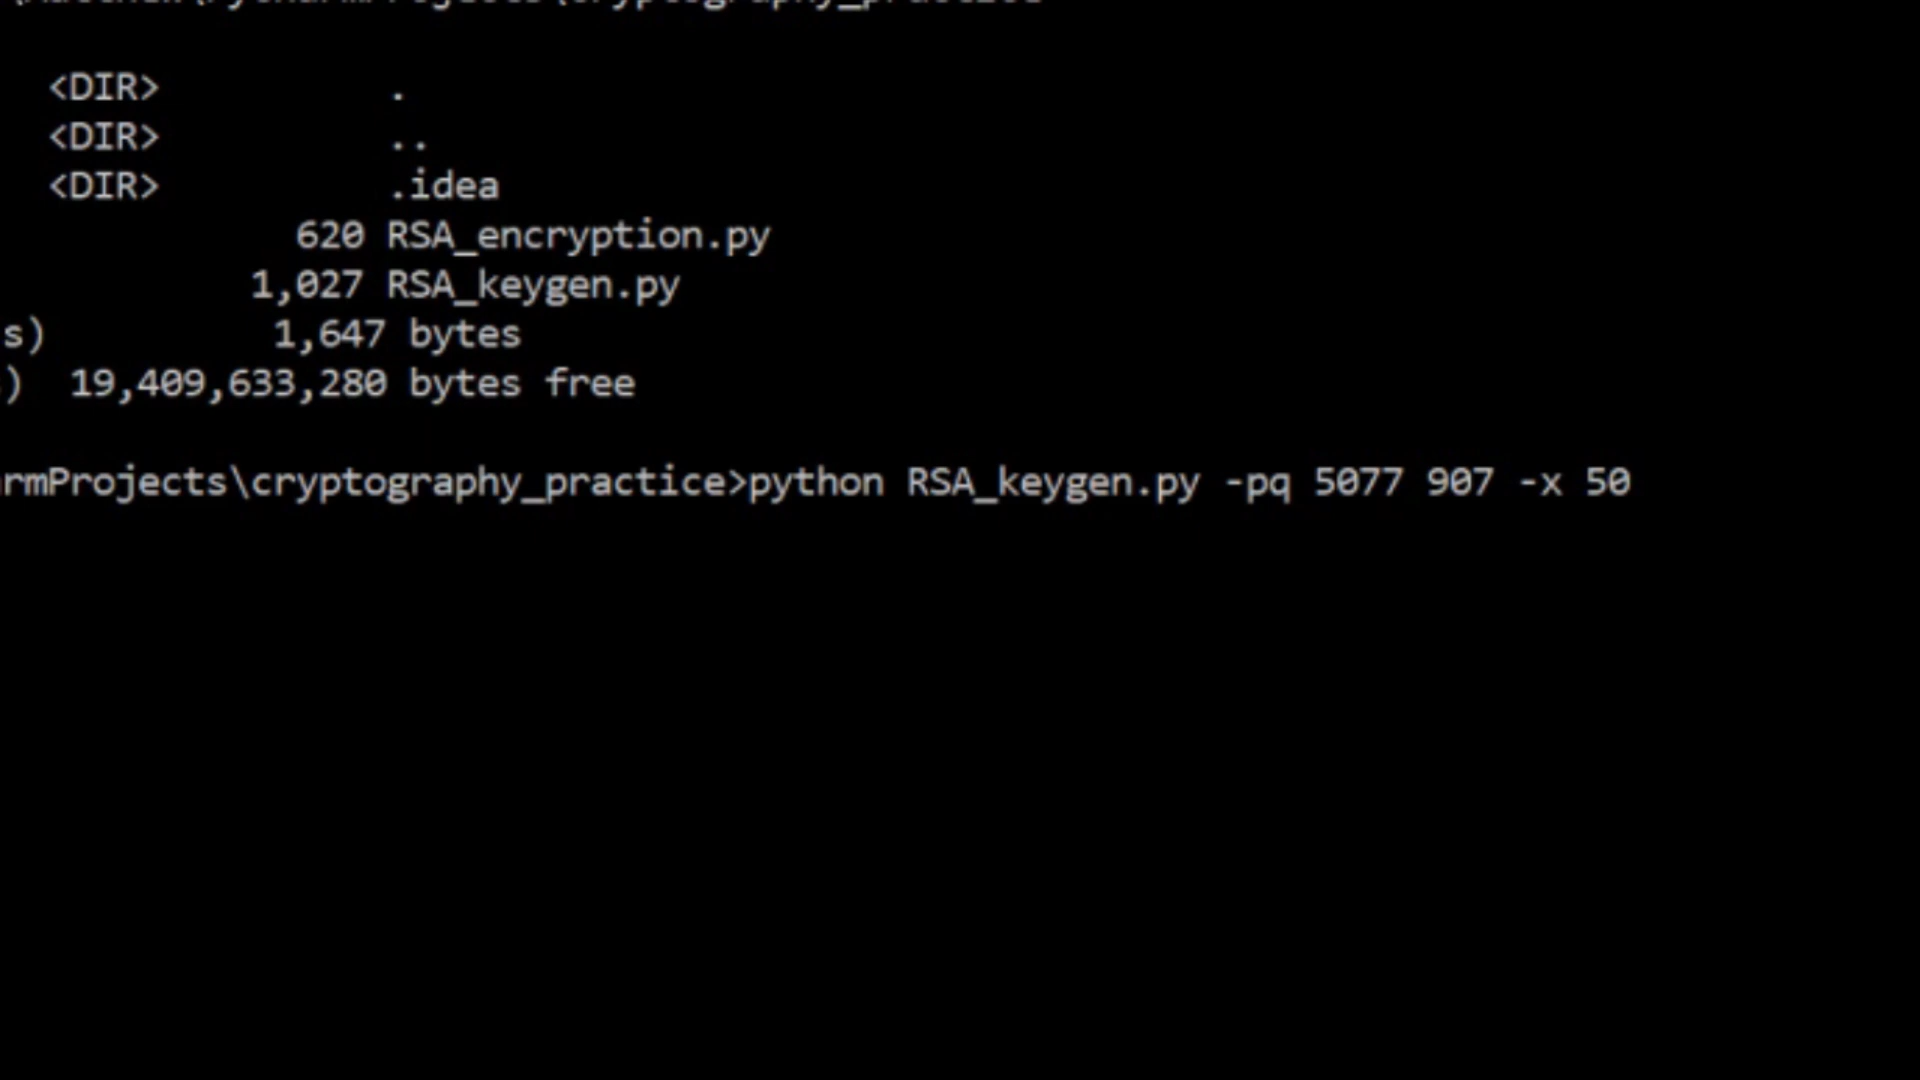 <DIR> .
<DIR> ..
<DIR> .idea
620 RSA_encryption.py
1,027 RSA_keygen.py
s) 1,647 bytes
) 19,409,633,280 bytes free
rmProjects\cryptography_practice>python RSA_keygen.py -pq 5077 907 -x 50